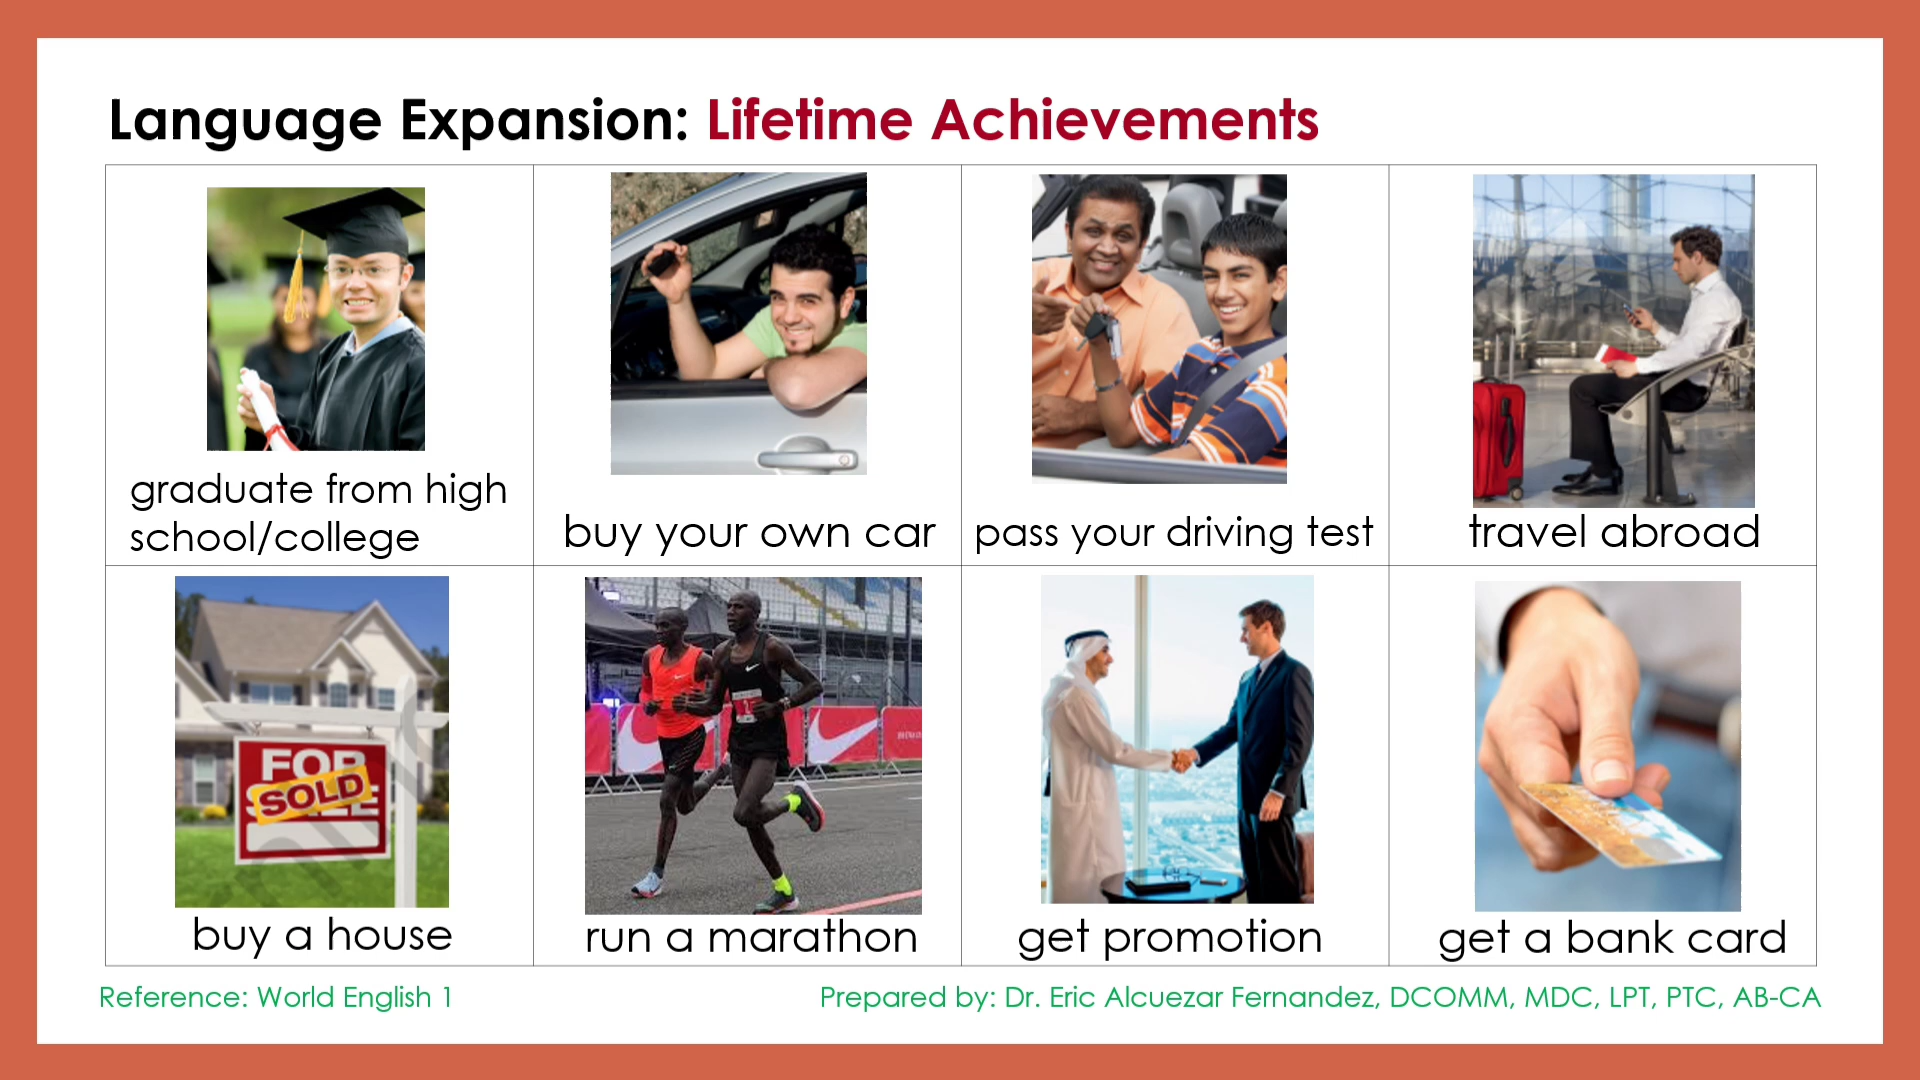 Language Expansion: Lifetime Achievements
graduate from high
school/college
buy your own car
pass your driving test
travel abroad
FOR
SOLD
buy a house
run a marathon
get promotion
get a bank card
Reference: World English 1
Prepared by: Dr. Eric Alcuezar Fernandez, DCOMM, MDC, LPT, PTC, AB-CA